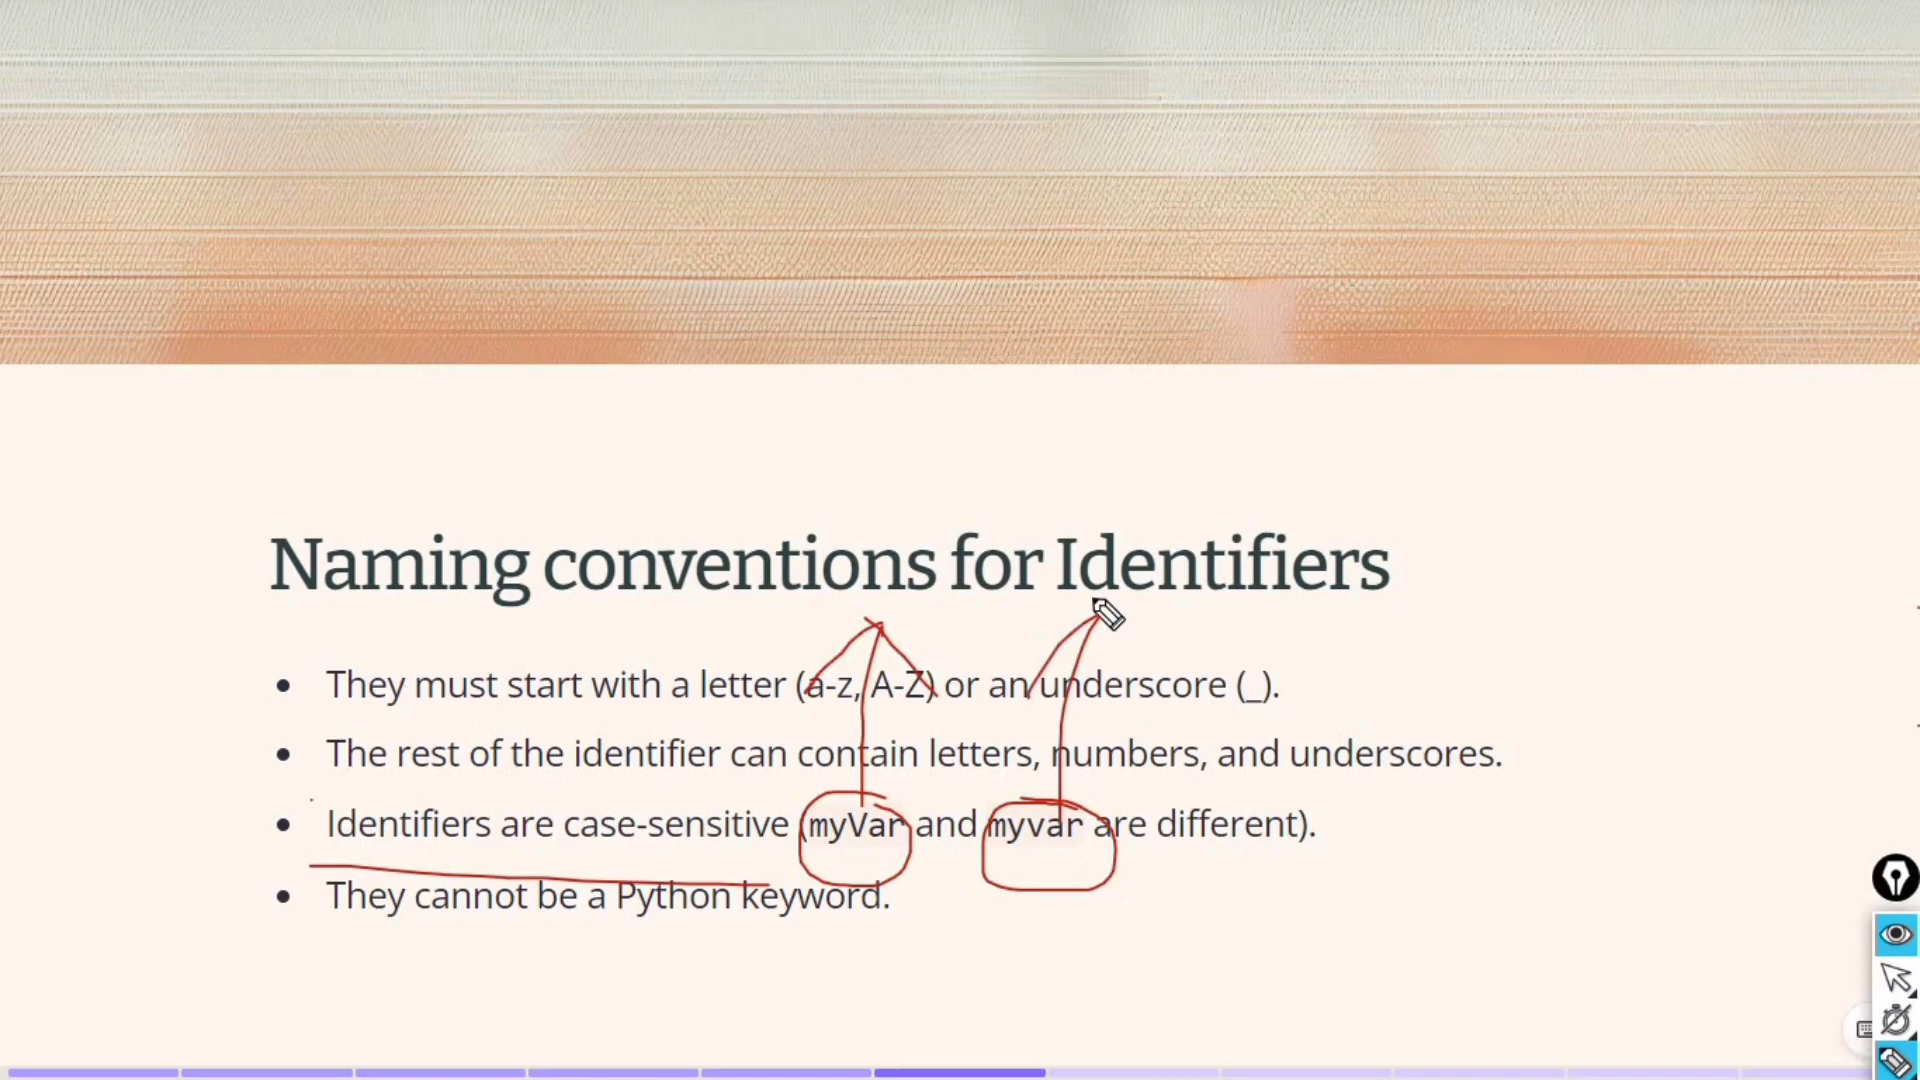 Naming conventions for Identifiers
They must start with a letter (a-z, A-Z) or an underscore (_).
The rest of the identifier can contain letters, numbers, and underscores.
Identifiers are case-sensitive (myVar and myvar are different).
They cannot be a Python keyword.